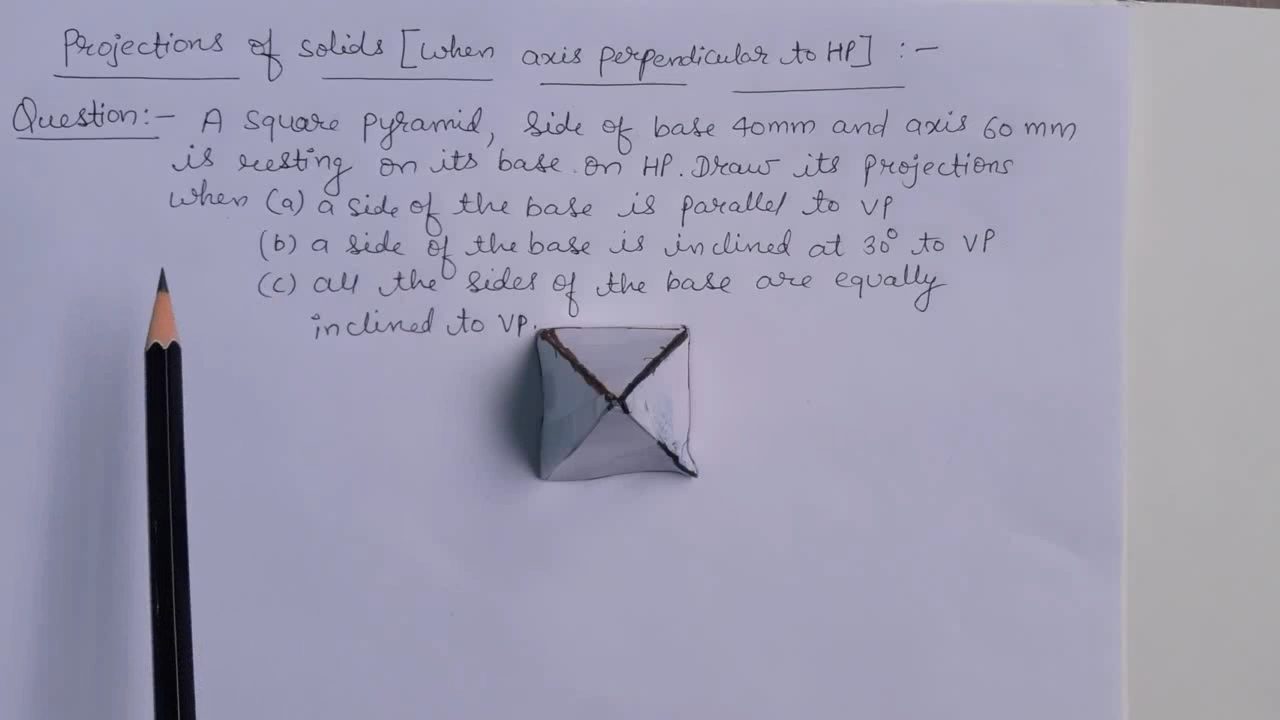 Projections of solids [when axis perpendicular to HP] :-
Question:- A square pyramid, side of base 40mm and axis 60 mm
is resting on its base on HP. Draw its projections
when (a) a side of the base is parallel to VP
(b) a side of the base is inclined at 30° to VP
(c) all the sides of the base are equally
inclined to VP.